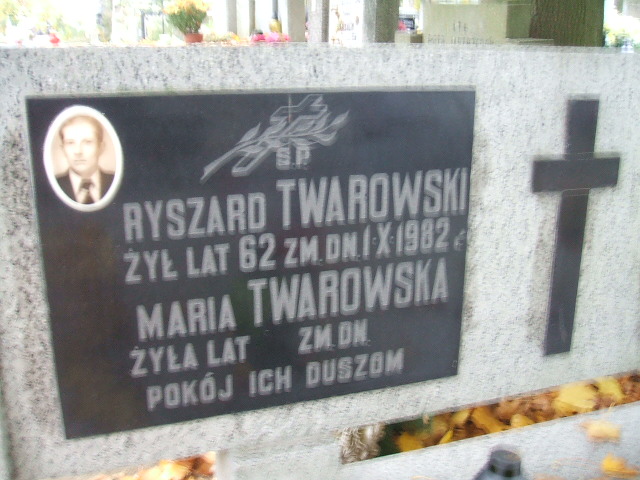 Ś.P.
RYSZARD TWAROWSKI
ŻYŁ LAT 62 ZM. DN. 1·X·1982
MARIA TWAROWSKA
ŻYŁA LAT ZM. DN.
POKÓJ ICH DUSZOM